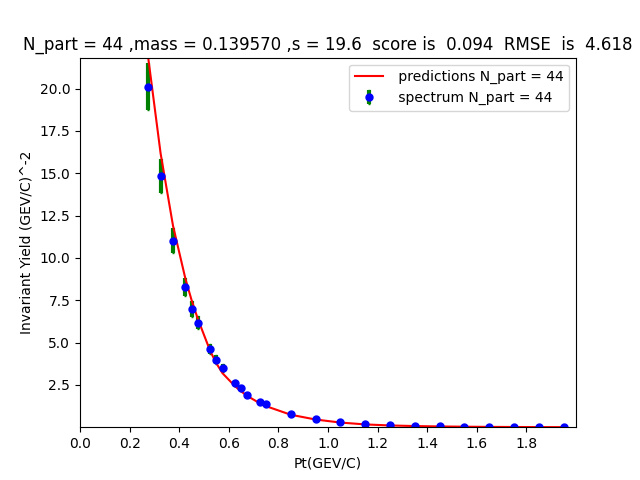 N_part = 44 ,mass = 0.139570 ,s = 19.6  score is  0.094  RMSE  is  4.618
predictions N_part = 44
spectrum N_part = 44
Invariant Yield (GEV/C)^-2
20.0
17.5
15.0
12.5
10.0
7.5
5.0
2.5
0.0 0.2 0.4 0.6 0.8 1.0 1.2 1.4 1.6 1.8
Pt(GEV/C)